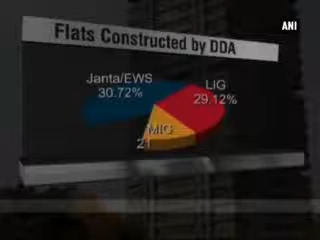 ANI
Flats Constructed by DDA
Janta/EWS
30.72%
LIG
29.12%
MIG
21